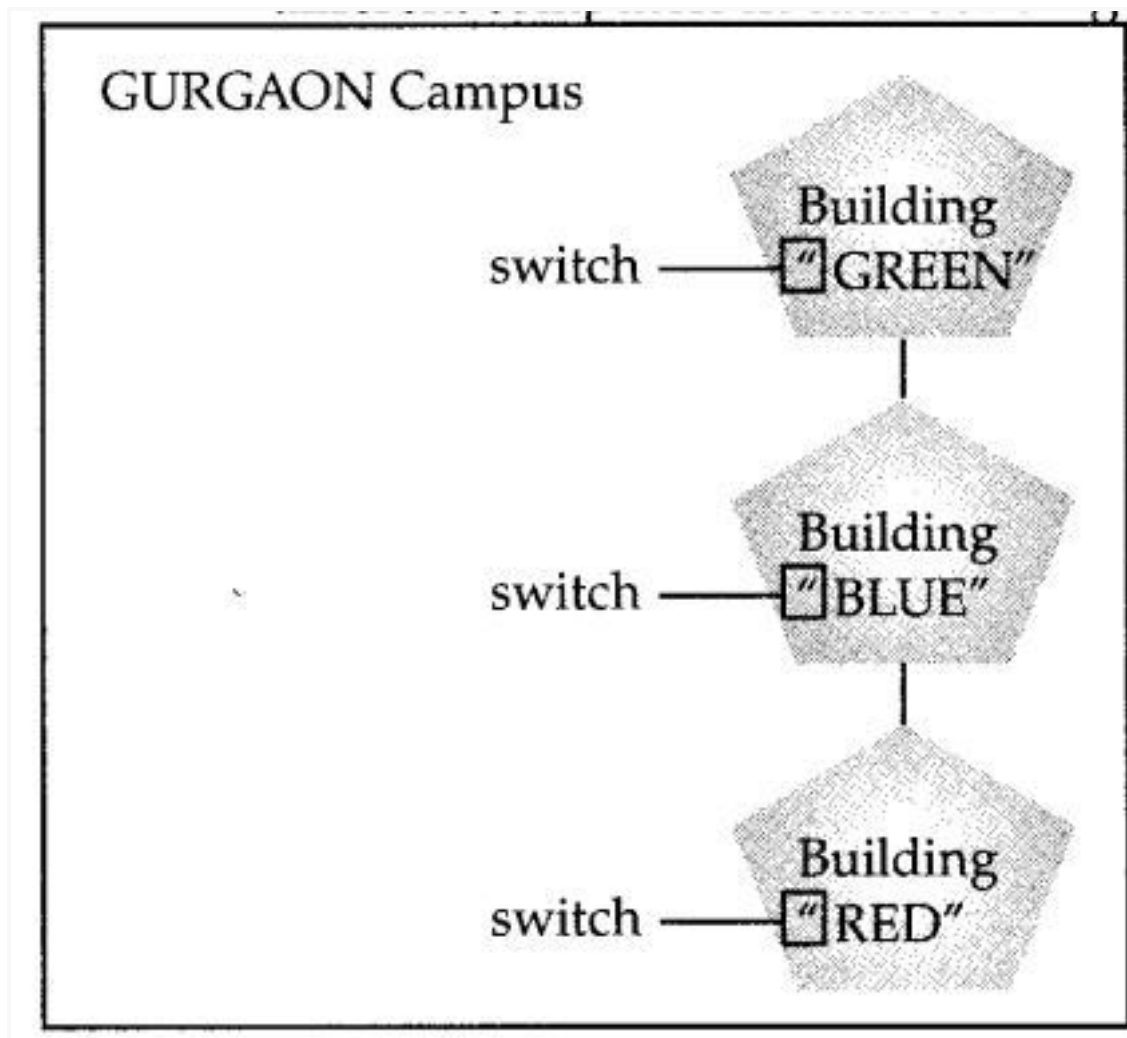 GURGAON Campus
Building
switch "GREEN"
Building
switch "BLUE"
Building
switch "RED"